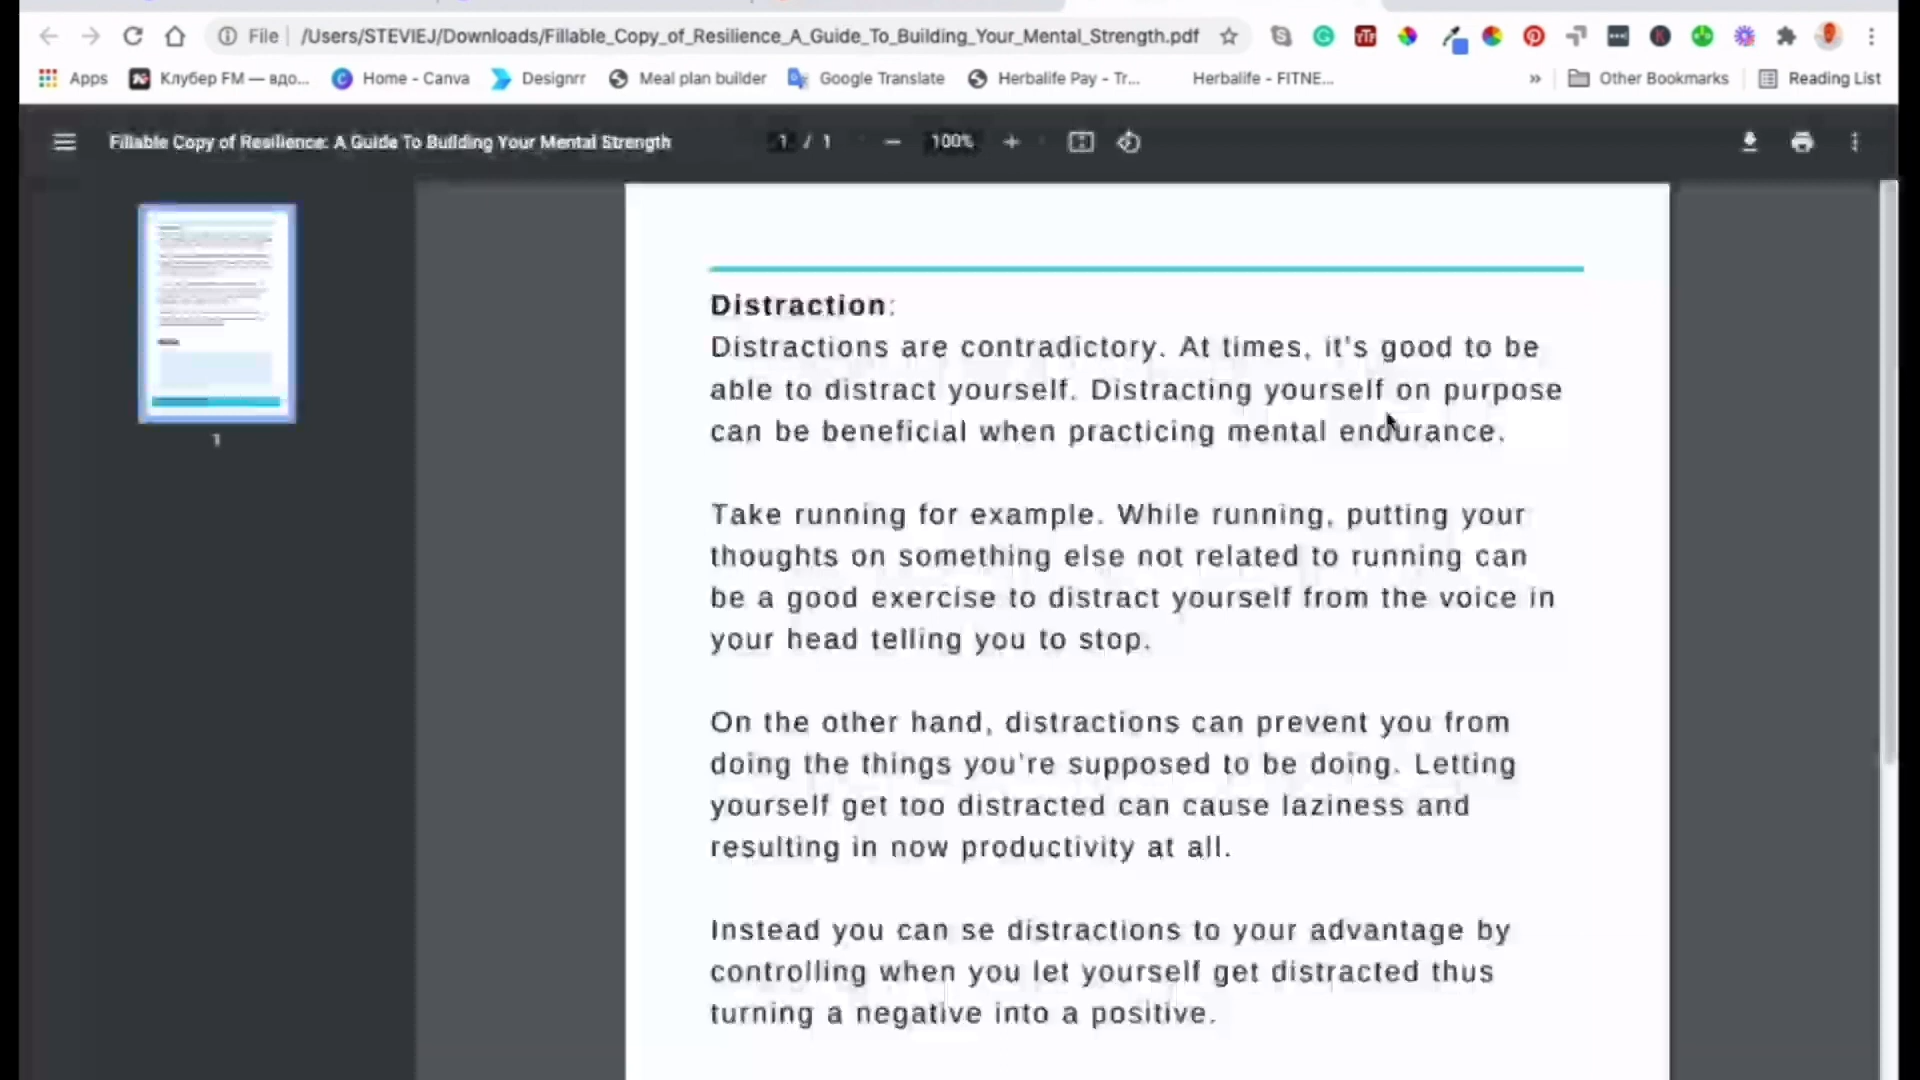 File
/Users/STEVIEJ/Downloads/Fillable_Copy_of_Resilience_A_Guide_To_Building_Your_Mental_Strength.pdf
Apps
Клубер FM — вдо...
Home - Canva
Designrr
Meal plan builder
Google Translate
Herbalife Pay - Tr...
Herbalife - FITNE...
»
Other Bookmarks
Reading List
Fillable Copy of Resilience: A Guide To Building Your Mental Strength
1 / 1
100%
1
Distraction:
Distractions are contradictory. At times, it's good to be
able to distract yourself. Distracting yourself on purpose
can be beneficial when practicing mental endurance.
Take running for example. While running, putting your
thoughts on something else not related to running can
be a good exercise to distract yourself from the voice in
your head telling you to stop.
On the other hand, distractions can prevent you from
doing the things you're supposed to be doing. Letting
yourself get too distracted can cause laziness and
resulting in now productivity at all.
Instead you can se distractions to your advantage by
controlling when you let yourself get distracted thus
turning a negative into a positive.